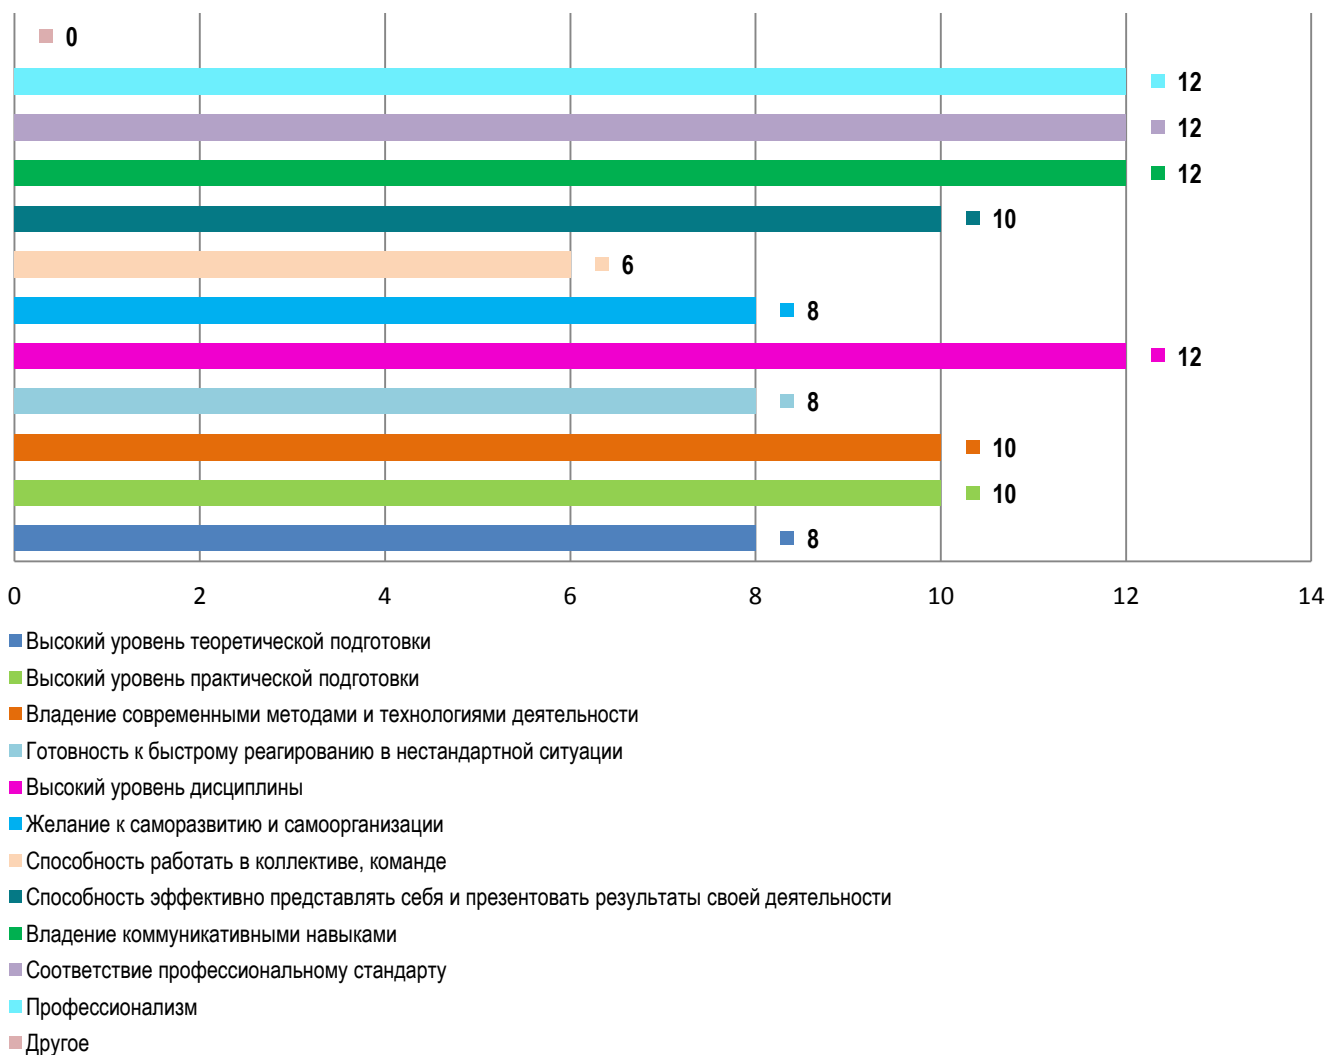 0
12
12
12
10
6
8
12
8
10
10
8
0 2 4 6 8 10 12 14
Высокий уровень теоретической подготовки
Высокий уровень практической подготовки
Владение современными методами и технологиями деятельности
Готовность к быстрому реагированию в нестандартной ситуации
Высокий уровень дисциплины
Желание к саморазвитию и самоорганизации
Способность работать в коллективе, команде
Способность эффективно представлять себя и презентовать результаты своей деятельности
Владение коммуникативными навыками
Соответствие профессиональному стандарту
Профессионализм
Другое